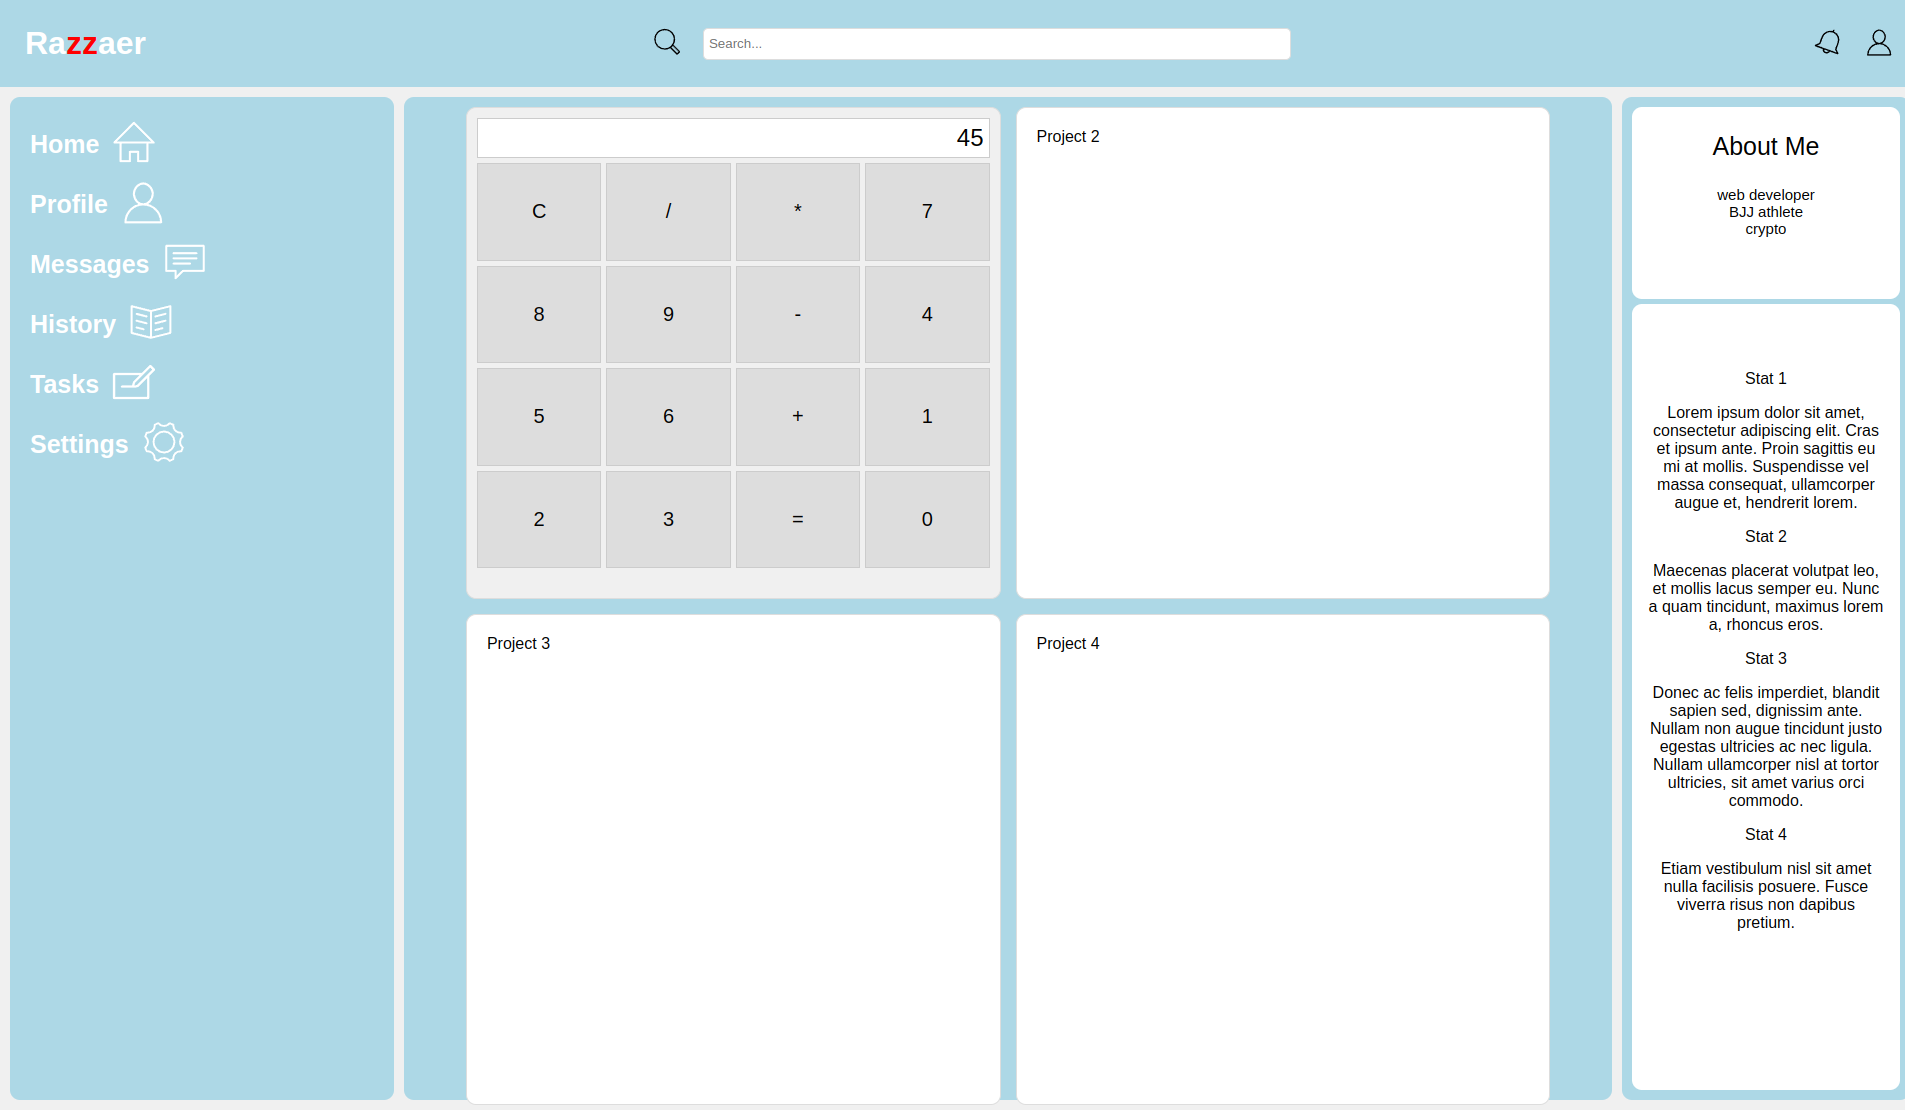 Razzaer
Search...
Home
Profile
Messages
History
Tasks
Settings
45
C / * 7
8 9 - 4
5 6 + 1
2 3 = 0
Project 2
Project 3
Project 4
About Me
web developer
BJJ athlete
crypto
Stat 1
Lorem ipsum dolor sit amet,
consectetur adipiscing elit. Cras
et ipsum ante. Proin sagittis eu
mi at mollis. Suspendisse vel
massa consequat, ullamcorper
augue et, hendrerit lorem.
Stat 2
Maecenas placerat volutpat leo,
et mollis lacus semper eu. Nunc
a quam tincidunt, maximus lorem
a, rhoncus eros.
Stat 3
Donec ac felis imperdiet, blandit
sapien sed, dignissim ante.
Nullam non augue tincidunt justo
egestas ultricies ac nec ligula.
Nullam ullamcorper nisl at tortor
ultricies, sit amet varius orci
commodo.
Stat 4
Etiam vestibulum nisl sit amet
nulla facilisis posuere. Fusce
viverra risus non dapibus
pretium.